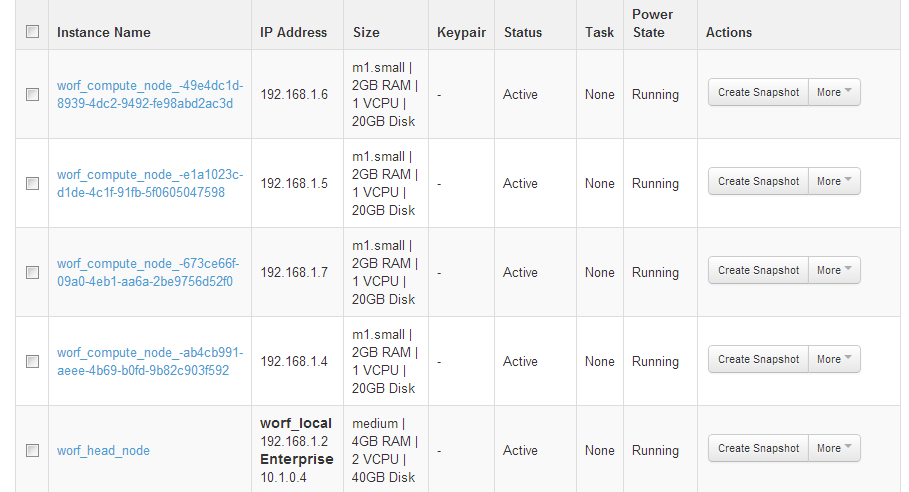 Instance Name IP Address Size Keypair Status Task Power State Actions
worf_compute_node_-49e4dc1d-
8939-4dc2-9492-fe98abd2ac3d
192.168.1.6
m1.small |
2GB RAM |
1 VCPU |
20GB Disk
-
Active
None
Running
Create Snapshot
More
worf_compute_node_-e1a1023c-
d1de-4c1f-91fb-5f0605047598
192.168.1.5
m1.small |
2GB RAM |
1 VCPU |
20GB Disk
-
Active
None
Running
Create Snapshot
More
worf_compute_node_-673ce66f-
09a0-4eb1-aa6a-2be9756d52f0
192.168.1.7
m1.small |
2GB RAM |
1 VCPU |
20GB Disk
-
Active
None
Running
Create Snapshot
More
worf_compute_node_-ab4cb991-
aeee-4b69-b0fd-9b82c903f592
192.168.1.4
m1.small |
2GB RAM |
1 VCPU |
20GB Disk
-
Active
None
Running
Create Snapshot
More
worf_head_node
worf_local
192.168.1.2
Enterprise
10.1.0.4
medium |
4GB RAM |
2 VCPU |
40GB Disk
-
Active
None
Running
Create Snapshot
More